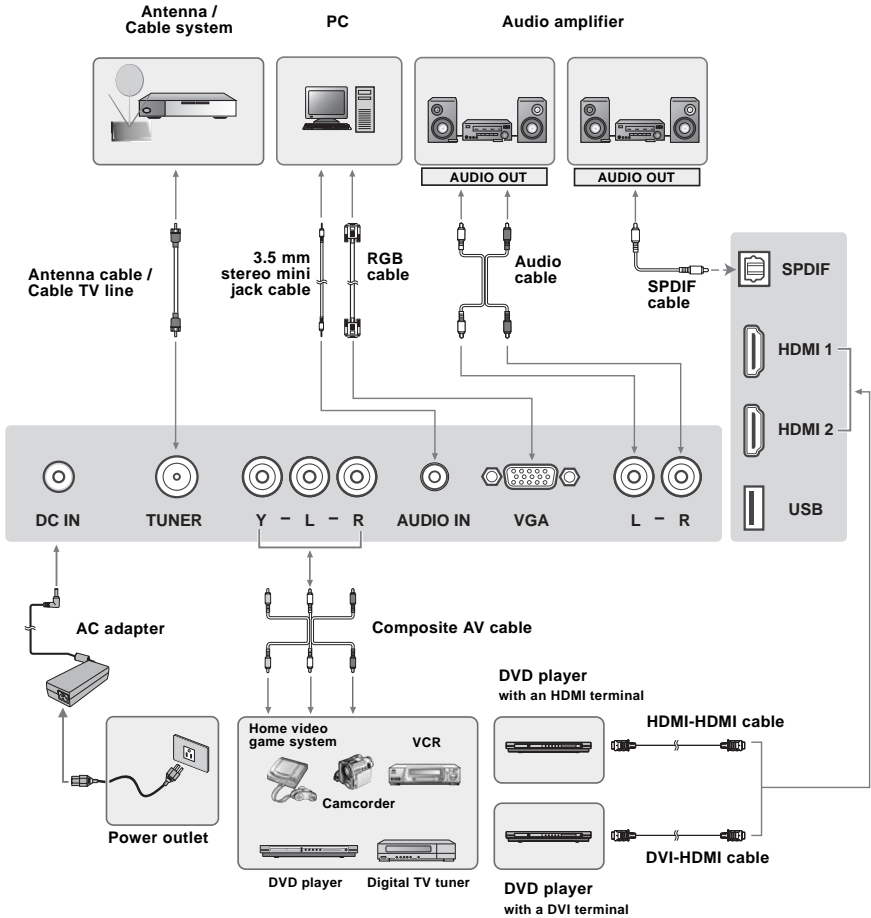 Antenna /
Cable system
PC
Audio amplifier
AUDIO OUT
AUDIO OUT
Antenna cable /
Cable TV line
3.5 mm
stereo mini
jack cable
RGB
cable
Audio
cable
SPDIF
cable
SPDIF
HDMI 1
HDMI 2
USB
DC IN
TUNER
Y – L – R
AUDIO IN
VGA
L – R
AC adapter
Composite AV cable
Power outlet
Home video
game system
VCR
Camcorder
DVD player
Digital TV tuner
DVD player
with an HDMI terminal
HDMI-HDMI cable
DVI-HDMI cable
DVD player
with a DVI terminal